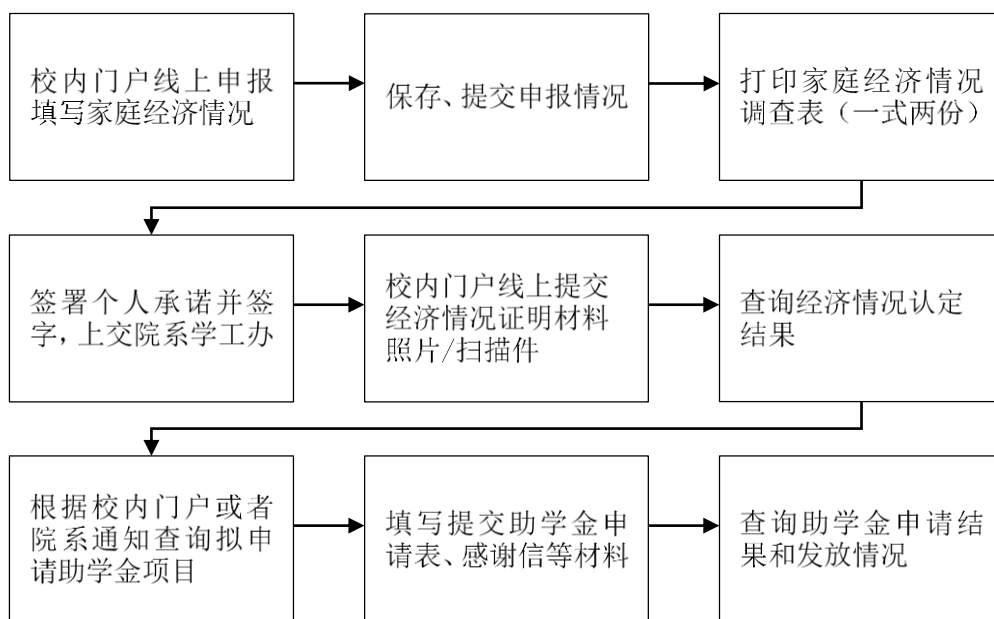 校内门户线上申报
填写家庭经济情况
保存、提交申报情况
打印家庭经济情况
调查表（一式两份）
签署个人承诺并签
字，上交院系学工办
校内门户线上提交
经济情况证明材料
照片/扫描件
查询经济情况认定
结果
根据校内门户或者
院系通知查询拟申
请助学金项目
填写提交助学金申
请表、感谢信等材料
查询助学金申请结
果和发放情况